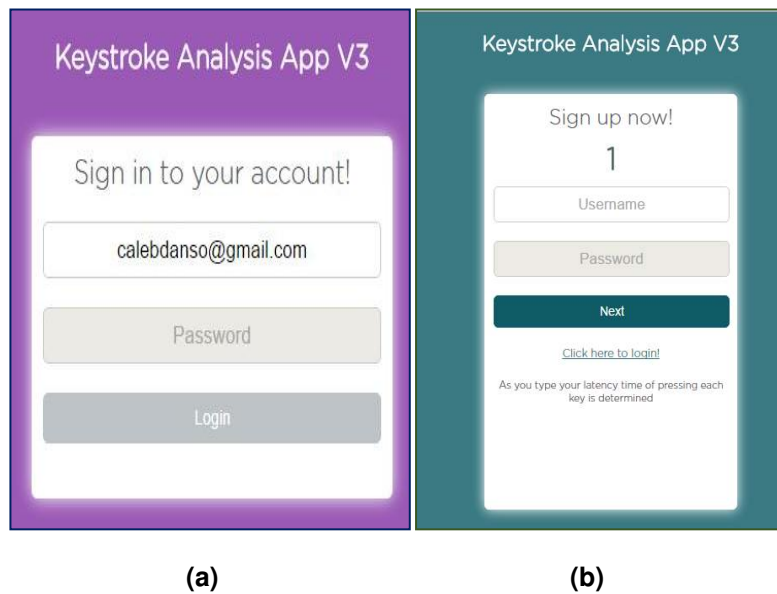 Keystroke Analysis App V3
Sign in to your account!
calebdanso@gmail.com
Password
Login
(a)
Keystroke Analysis App V3
Sign up now!
1
Username
Password
Next
Click here to login!
As you type your latency time of pressing each
key is determined
(b)